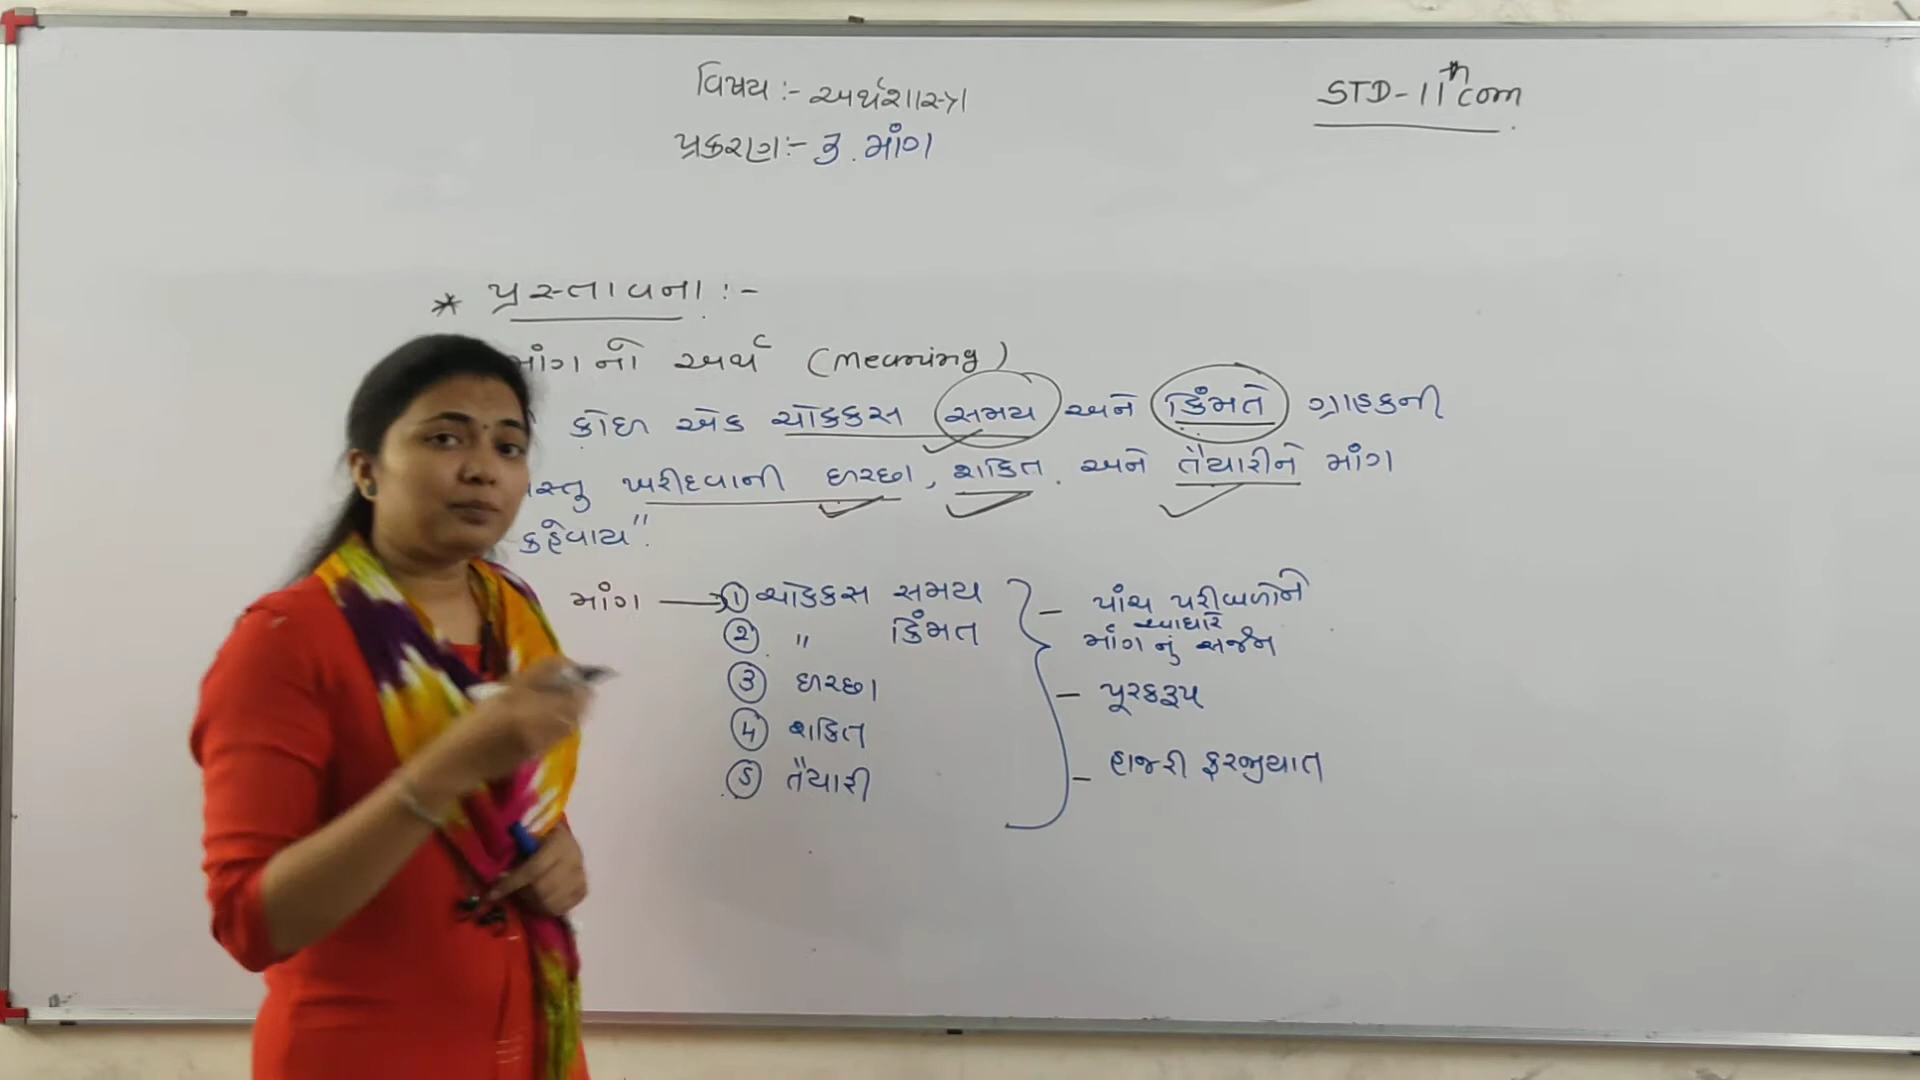 વિષય :- અર્થશાસ્ત્ર
STD-11th com
પ્રકરણ :- ૩. માંગ
* પ્રસ્તાવના :-
માંગનો અર્થ (Meaning)
કોઇ એક ચોક્કસ સમય અને કિંમતે ગ્રાહકની
વસ્તુ ખરીદવાની ઇચ્છા, શક્તિ અને તૈયારીને માંગ
કહેવાય".
માંગ → ① ચોક્કસ સમય
② " કિંમત
③ ઇચ્છા
④ શક્તિ
⑤ તૈયારી
- પાંચ પરીબળોને
આધારે
માંગનું સર્જન
- પૂરકરૂપ
- હાજરી ફરજીયાત